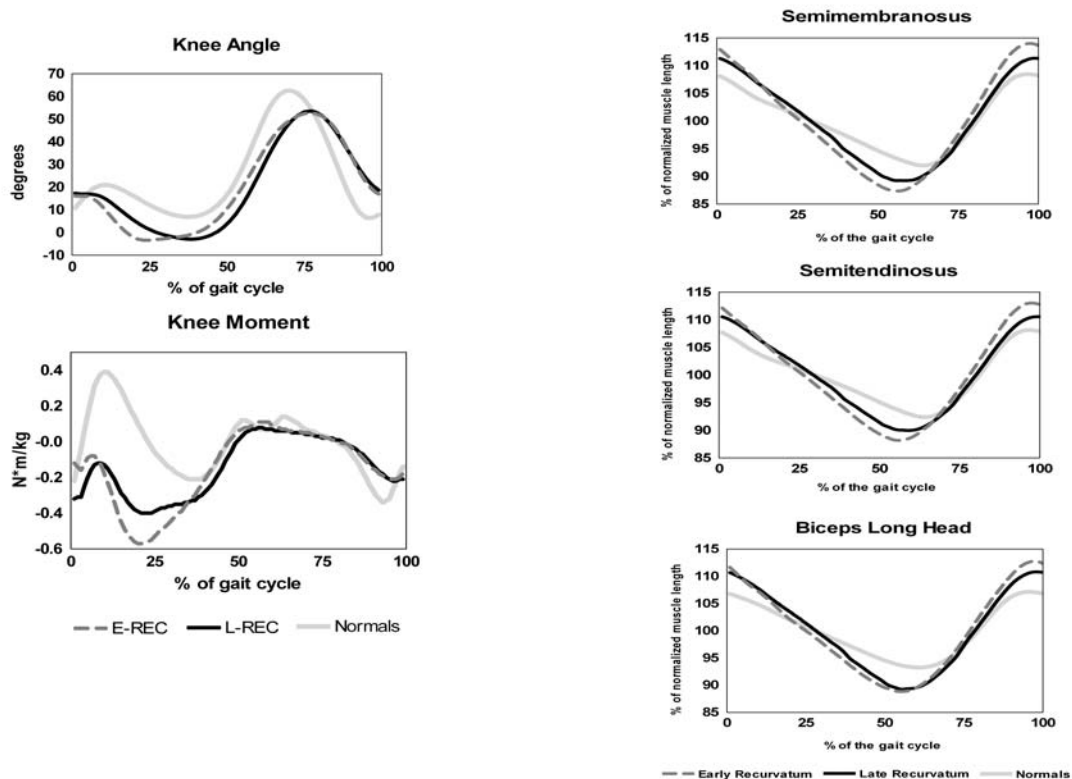 Knee Angle
70
60
50
40
30
20
10
0
-10
degrees
0 25 50 75 100
% of gait cycle
Knee Moment
0.4
0.2
-0.0
-0.2
-0.4
-0.6
N*m/kg
0 25 50 75 100
% of gait cycle
E-REC L-REC Normals
Semimembranosus
115
110
105
100
95
90
85
% of normalized muscle length
0 25 50 75 100
% of the gait cycle
Semitendinosus
115
110
105
100
95
90
85
% of normalized muscle length
0 25 50 75 100
% of the gait cycle
Biceps Long Head
115
110
105
100
95
90
85
% of normalized muscle length
0 25 50 75 100
% of the gait cycle
Early Recurvatum Late Recurvatum Normals